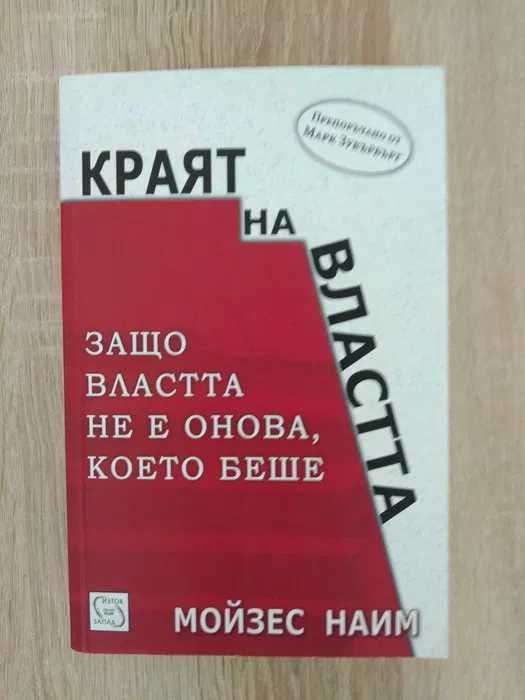 Препоръчано от
Марк Зукърбърг
КРАЯТ
НА
ВЛАСТТА
ЗАЩО
ВЛАСТТА
НЕ Е ОНОВА,
КОЕТО БЕШЕ
ИЗТОК
ЗАПАД
МОЙЗЕС НАИМ